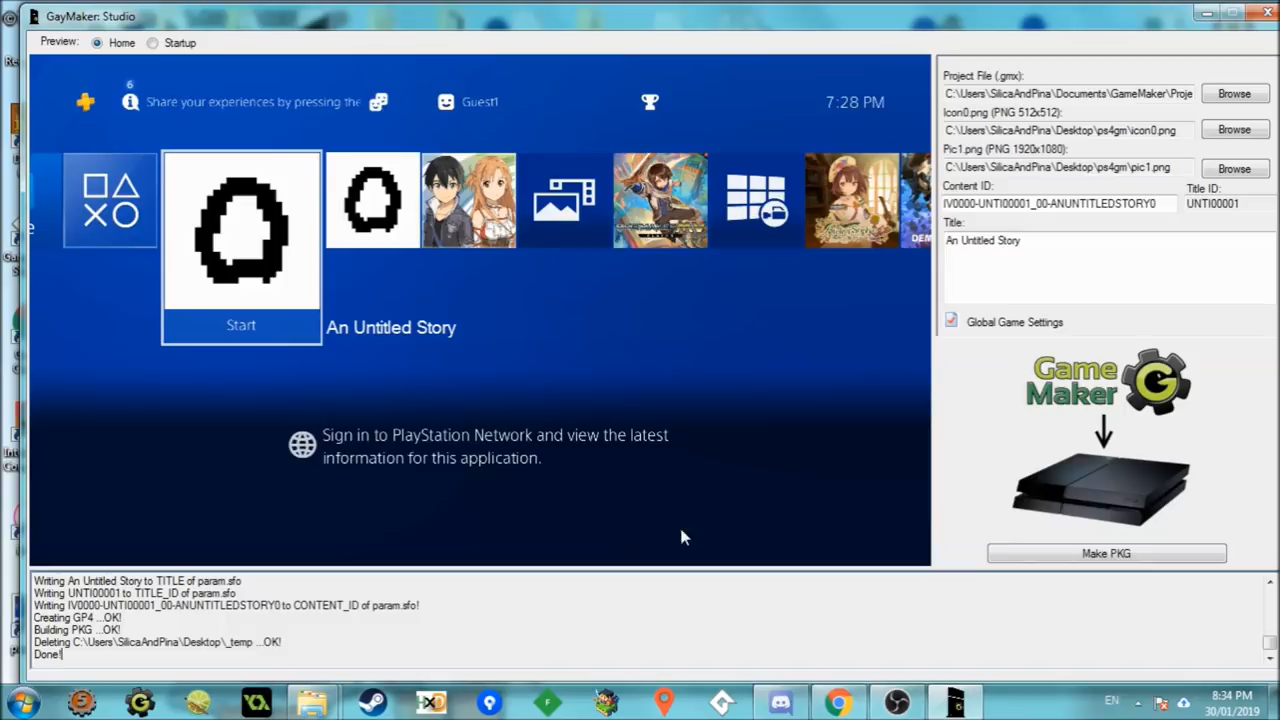 GayMaker: Studio
Preview: Home Startup
6
Share your experiences by pressing the
Guest1
7:28 PM
Start
An Untitled Story
Sign in to PlayStation Network and view the latest
information for this application.
Project File (.gmx):
C:\Users\SilicaAndPina\Documents\GameMaker\Proje
Browse
Icon0.png (PNG 512x512):
C:\Users\SilicaAndPina\Desktop\ps4gm\icon0.png
Browse
Pic1.png (PNG 1920x1080):
C:\Users\SilicaAndPina\Desktop\ps4gm\pic1.png
Browse
Content ID: Title ID:
IV0000-UNTI00001_00-ANUNTITLEDSTORY0 UNTI00001
Title:
An Untitled Story
Global Game Settings
Game
Maker
Make PKG
Writing An Untitled Story to TITLE of param.sfo
Writing UNTI00001 to TITLE_ID of param.sfo
Writing IV0000-UNTI00001_00-ANUNTITLEDSTORY0 to CONTENT_ID of param.sfo!
Creating GP4 ...OK!
Building PKG ...OK!
Deleting C:\Users\SilicaAndPina\Desktop\_temp ...OK!
Done!
EN
8:34 PM
30/01/2019